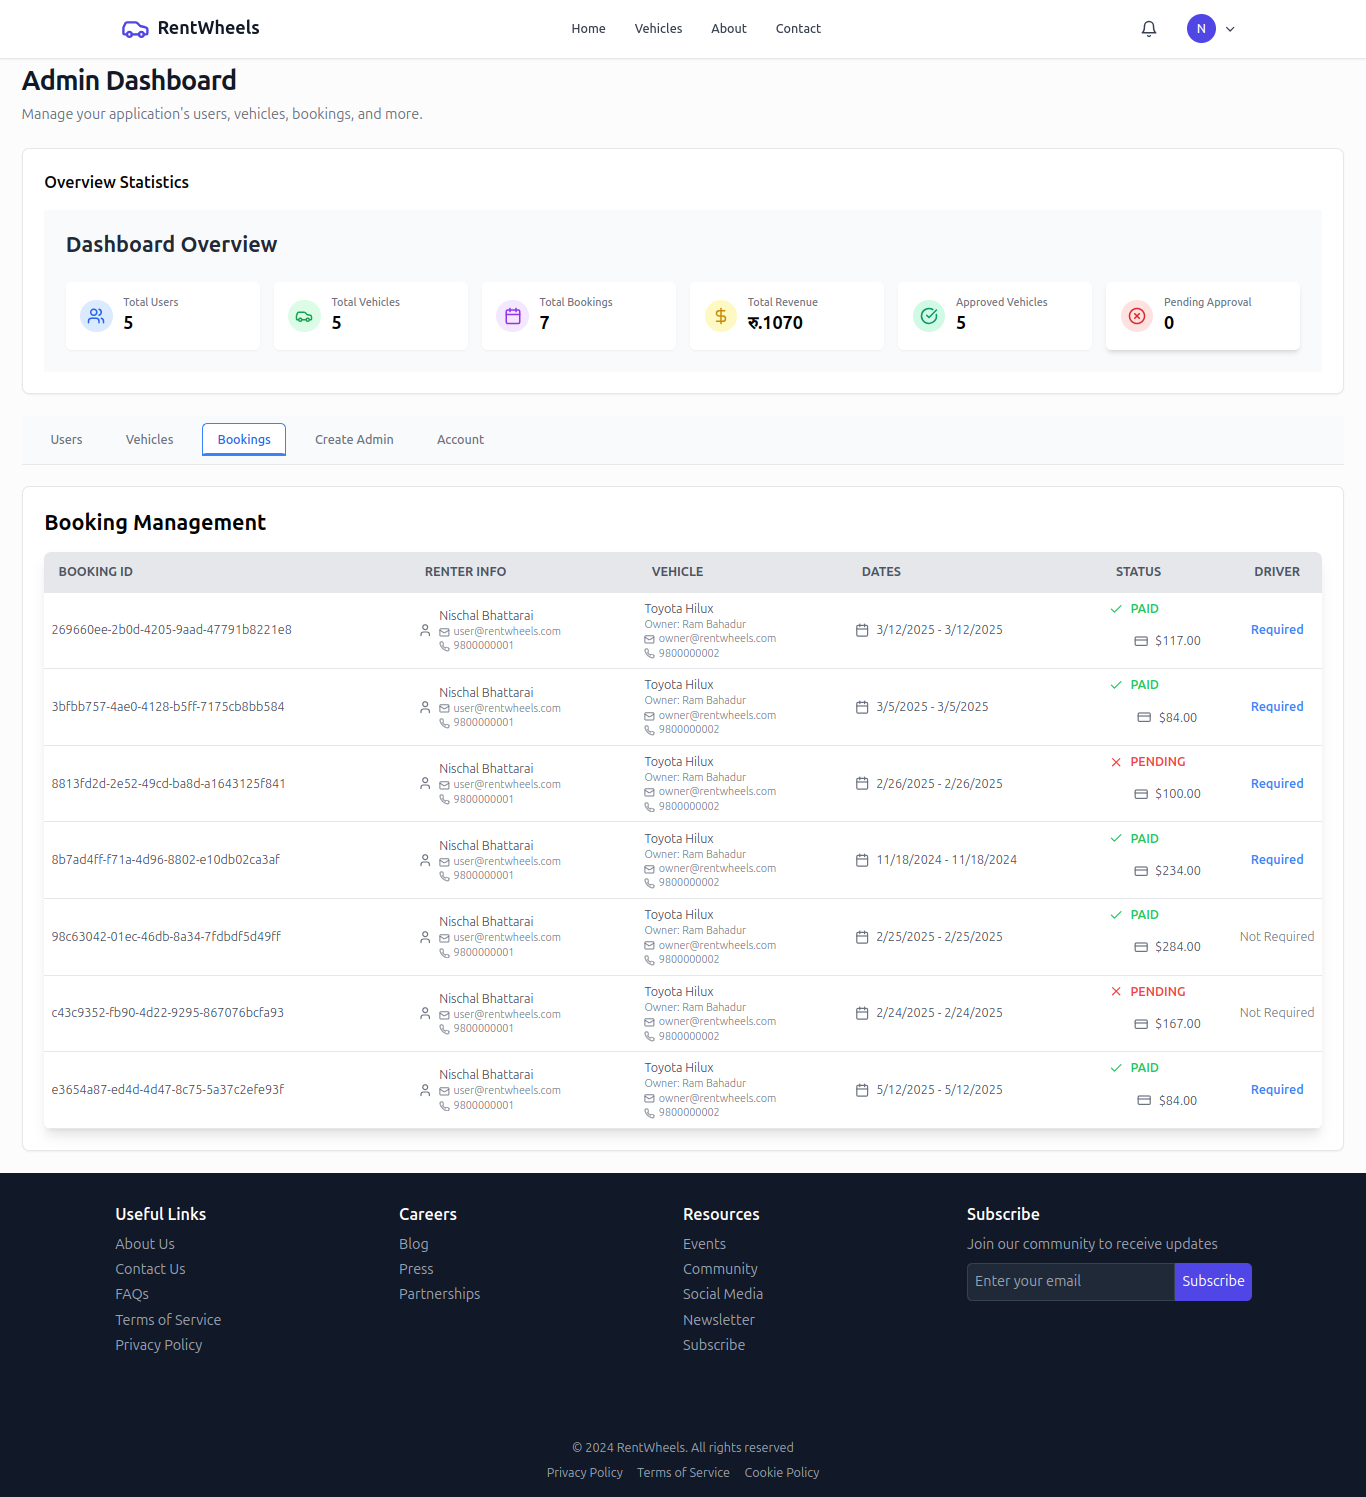 RentWheels
Home Vehicles About Contact
N
Admin Dashboard
Manage your application's users, vehicles, bookings, and more.
Overview Statistics
Dashboard Overview
Total Users
5
Total Vehicles
5
Total Bookings
7
Total Revenue
रु.1070
Approved Vehicles
5
Pending Approval
0
Users Vehicles Bookings Create Admin Account
Booking Management
BOOKING ID RENTER INFO VEHICLE DATES STATUS DRIVER
269660ee-2b0d-4205-9aad-47791b8221e8
Nischal Bhattarai
user@rentwheels.com
9800000001
Toyota Hilux
Owner: Ram Bahadur
owner@rentwheels.com
9800000002
3/12/2025 - 3/12/2025
PAID
$117.00
Required
3bfbb757-4ae0-4128-b5ff-7175cb8bb584
Nischal Bhattarai
user@rentwheels.com
9800000001
Toyota Hilux
Owner: Ram Bahadur
owner@rentwheels.com
9800000002
3/5/2025 - 3/5/2025
PAID
$84.00
Required
8813fd2d-2e52-49cd-ba8d-a1643125f841
Nischal Bhattarai
user@rentwheels.com
9800000001
Toyota Hilux
Owner: Ram Bahadur
owner@rentwheels.com
9800000002
2/26/2025 - 2/26/2025
PENDING
$100.00
Required
8b7ad4ff-f71a-4d96-8802-e10db02ca3af
Nischal Bhattarai
user@rentwheels.com
9800000001
Toyota Hilux
Owner: Ram Bahadur
owner@rentwheels.com
9800000002
11/18/2024 - 11/18/2024
PAID
$234.00
Required
98c63042-01ec-46db-8a34-7fdbdf5d49ff
Nischal Bhattarai
user@rentwheels.com
9800000001
Toyota Hilux
Owner: Ram Bahadur
owner@rentwheels.com
9800000002
2/25/2025 - 2/25/2025
PAID
$284.00
Not Required
c43c9352-fb90-4d22-9295-867076bcfa93
Nischal Bhattarai
user@rentwheels.com
9800000001
Toyota Hilux
Owner: Ram Bahadur
owner@rentwheels.com
9800000002
2/24/2025 - 2/24/2025
PENDING
$167.00
Not Required
e3654a87-ed4d-4d47-8c75-5a37c2efe93f
Nischal Bhattarai
user@rentwheels.com
9800000001
Toyota Hilux
Owner: Ram Bahadur
owner@rentwheels.com
9800000002
5/12/2025 - 5/12/2025
PAID
$84.00
Required
Useful Links
About Us
Contact Us
FAQs
Terms of Service
Privacy Policy
Careers
Blog
Press
Partnerships
Resources
Events
Community
Social Media
Newsletter
Subscribe
Subscribe
Join our community to receive updates
Enter your email Subscribe
© 2024 RentWheels. All rights reserved
Privacy Policy Terms of Service Cookie Policy